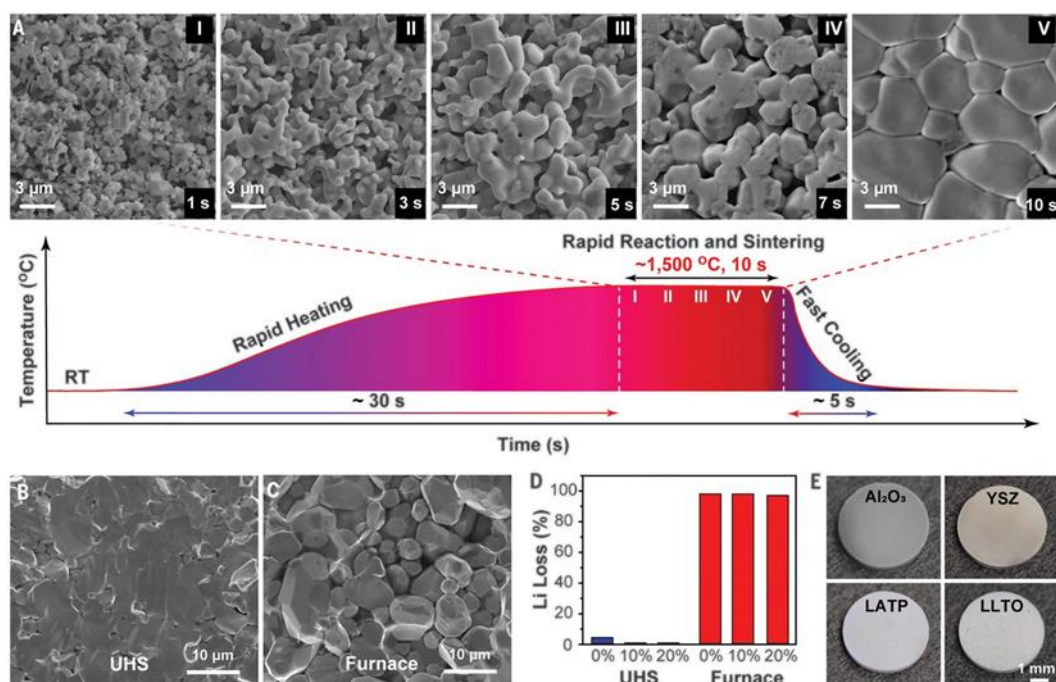 A
I
II
III
IV
V
3 μm
1 s
3 μm
3 s
3 μm
5 s
3 μm
7 s
3 μm
10 s
Temperature (°C)
RT
Rapid Heating
Rapid Reaction and Sintering
~1,500 °C, 10 s
I II III IV V
Fast Cooling
~ 30 s
~ 5 s
Time (s)
B
UHS
10 μm
C
Furnace
10 μm
D
Li Loss (%)
100
80
60
40
20
0
0% 10% 20% 0% 10% 20%
UHS Furnace
E
Al₂O₃
YSZ
LATP
LLTO
1 mm